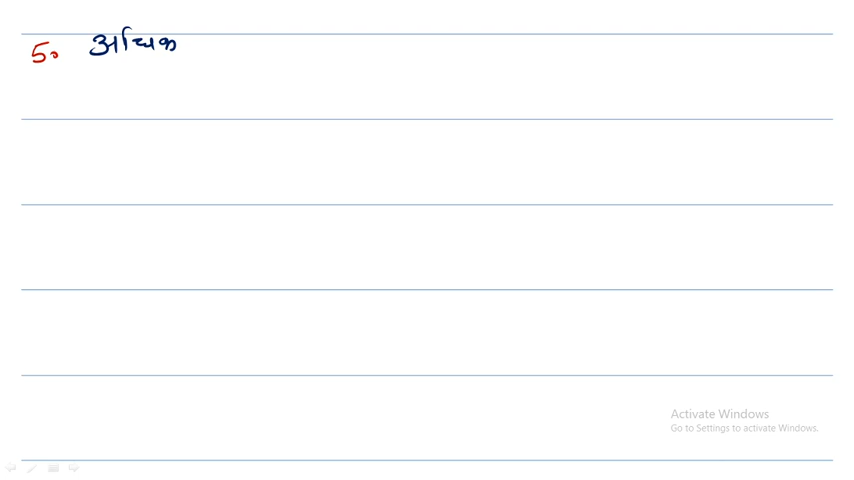 5. अधिक
Activate Windows
Go to Settings to activate Windows.